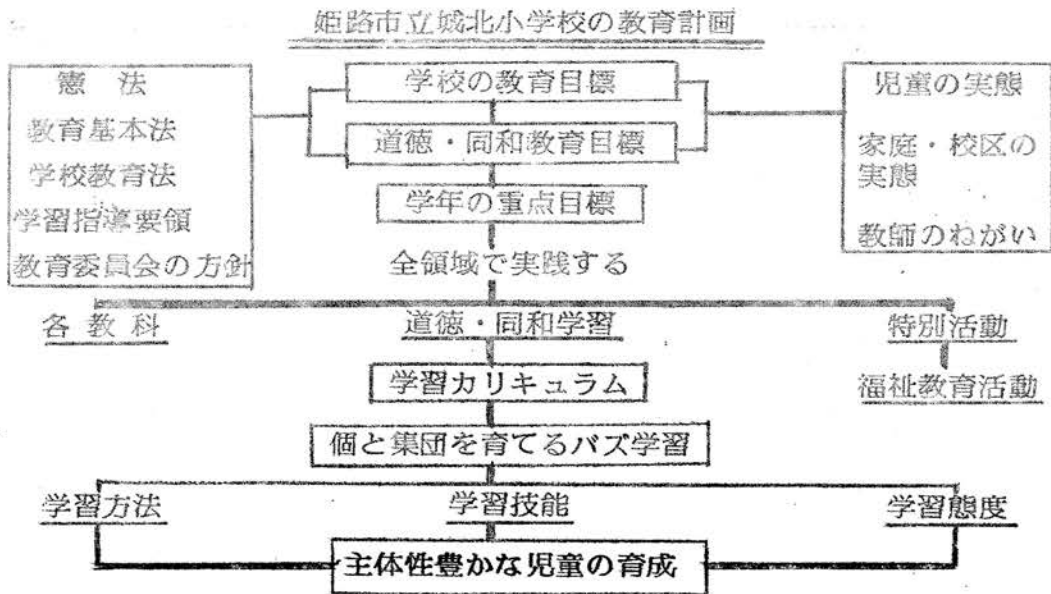 姫路市立城北小学校の教育計画
憲 法
教育基本法
学校教育法
学習指導要領
教育委員会の方針
学校の教育目標
道徳・同和教育目標
学年の重点目標
全領域で実践する
児童の実態
家庭・校区の
実態
教師のねがい
各教科
道徳・同和学習
特別活動
福祉教育活動
学習カリキュラム
個と集団を育てるバズ学習
学習方法
学習技能
学習態度
主体性豊かな児童の育成